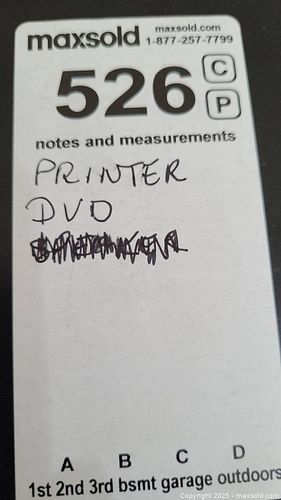 maxsold maxsold.com
1-877-257-7799
526 C
P
notes and measurements
PRINTER
DVD
A B C D
1st 2nd 3rd bsmt garage outdoors
Copyright 2025 - maxsold.com